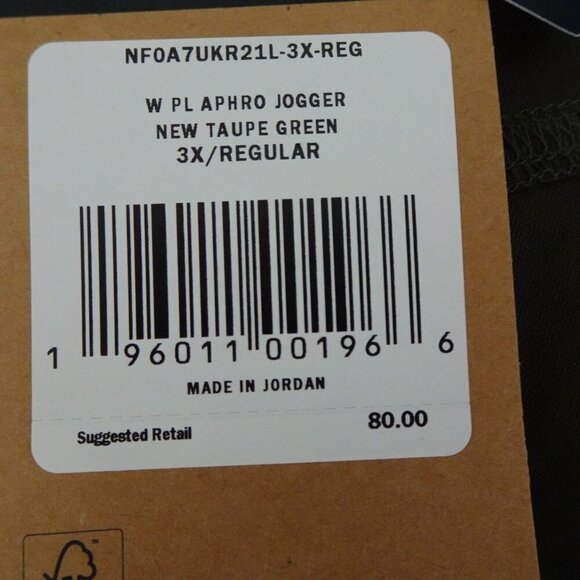 NF0A7UKR21L-3X-REG
W PL APHRO JOGGER
NEW TAUPE GREEN
3X/REGULAR
1 96011 00196 6
MADE IN JORDAN
Suggested Retail 80.00
™